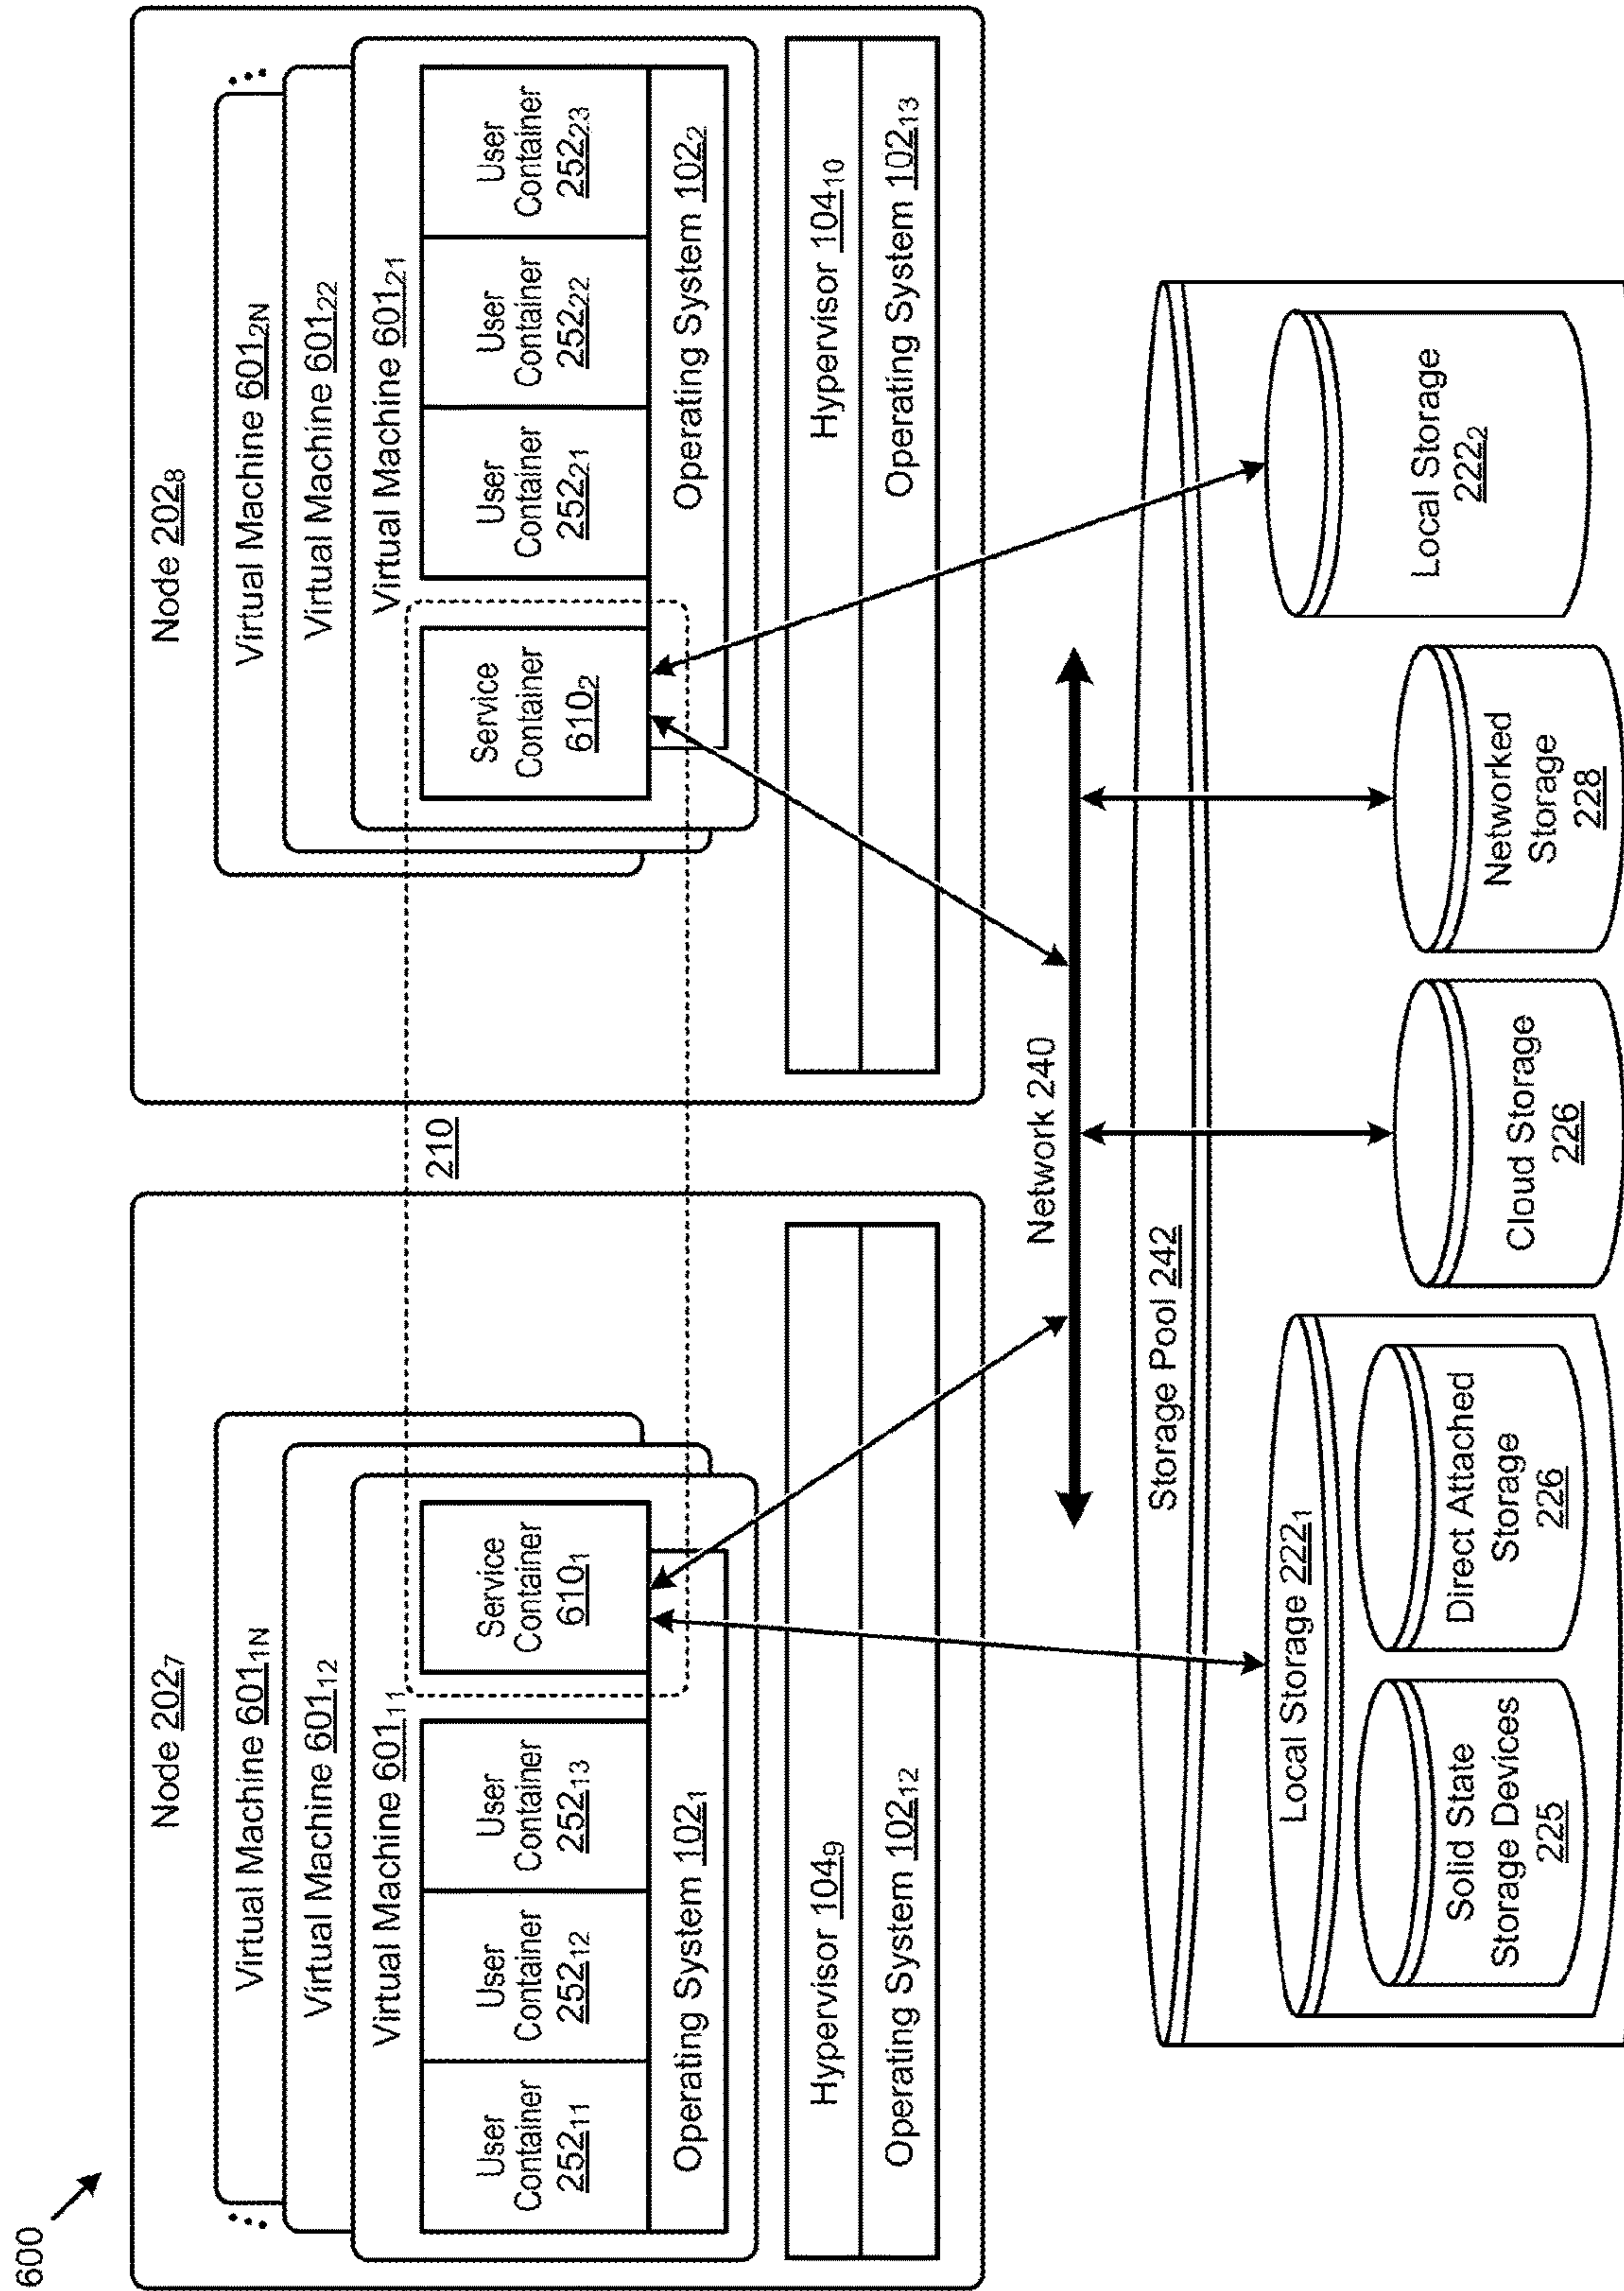 600
Node 202₇
Virtual Machine 601₁N
Virtual Machine 601₁₂
Virtual Machine 601₁₁
User
Container
252₁₁
User
Container
252₁₂
User
Container
252₁₃
Service
Container
610₁
Operating System 102₁
Hypervisor 104₉
Operating System 102₁₂
210
Node 202₈
Virtual Machine 601₂N
Virtual Machine 601₂₂
Virtual Machine 601₂₁
Service
Container
610₂
User
Container
252₂₁
User
Container
252₂₂
User
Container
252₂₃
Operating System 102₂
Hypervisor 104₁₀
Operating System 102₁₃
Network 240
Storage Pool 242
Local Storage 222₁
Solid State
Storage Devices
225
Direct Attached
Storage
226
Cloud Storage
226
Networked
Storage
228
Local Storage
222₂